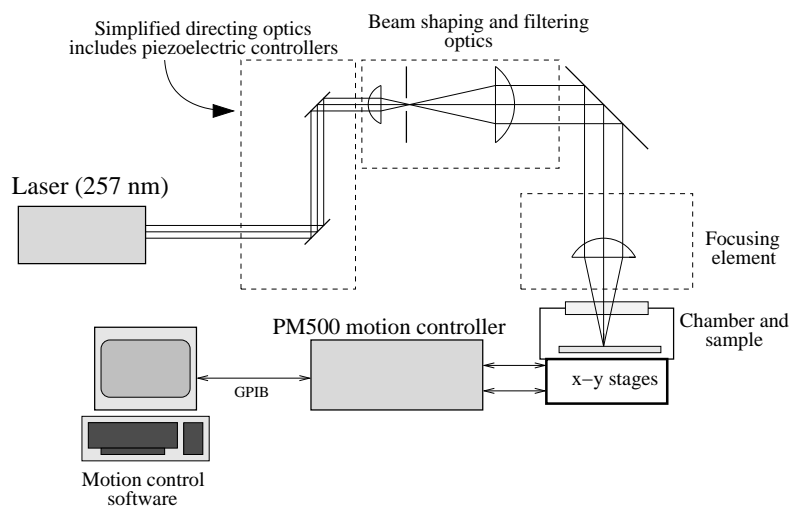 Simplified directing optics
includes piezoelectric controllers
Beam shaping and filtering
optics
Laser (257 nm)
Focusing
element
PM500 motion controller
Chamber and
sample
x−y stages
GPIB
Motion control
software